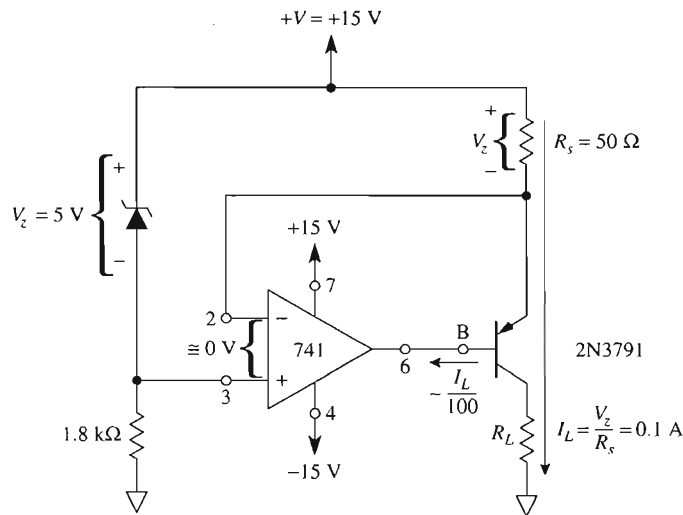 +V = +15 V
+
V_z
−
R_s = 50 Ω
+
V_z = 5 V
−
+15 V
7
2
−
≅ 0 V
741
+
3
6
B
I_L
~ ———
100
2N3791
4
−15 V
1.8 kΩ
R_L
I_L = V_z/R_s = 0.1 A